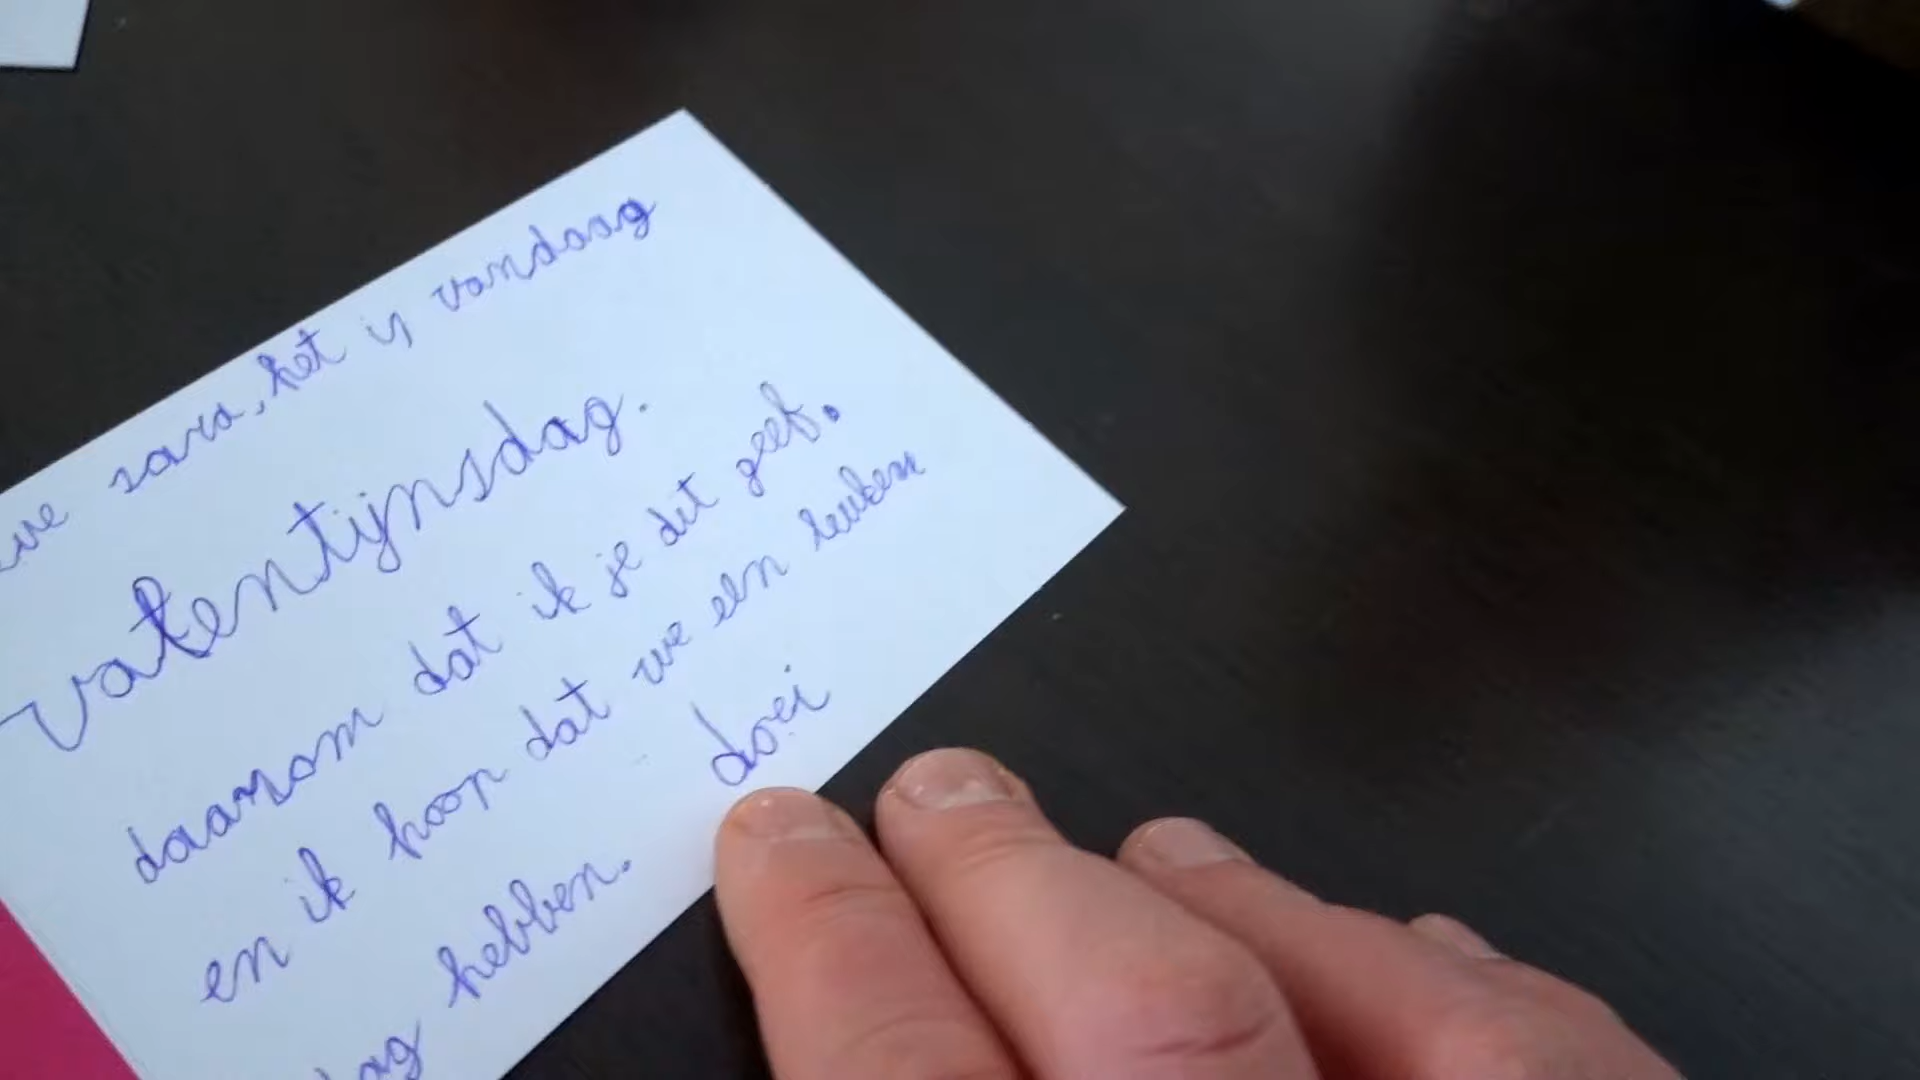 ve sara, het is vandaag
valentijnsdag.
daarom dat ik je dit geef.
en ik hoop dat we een leuken
dag hebben. doei